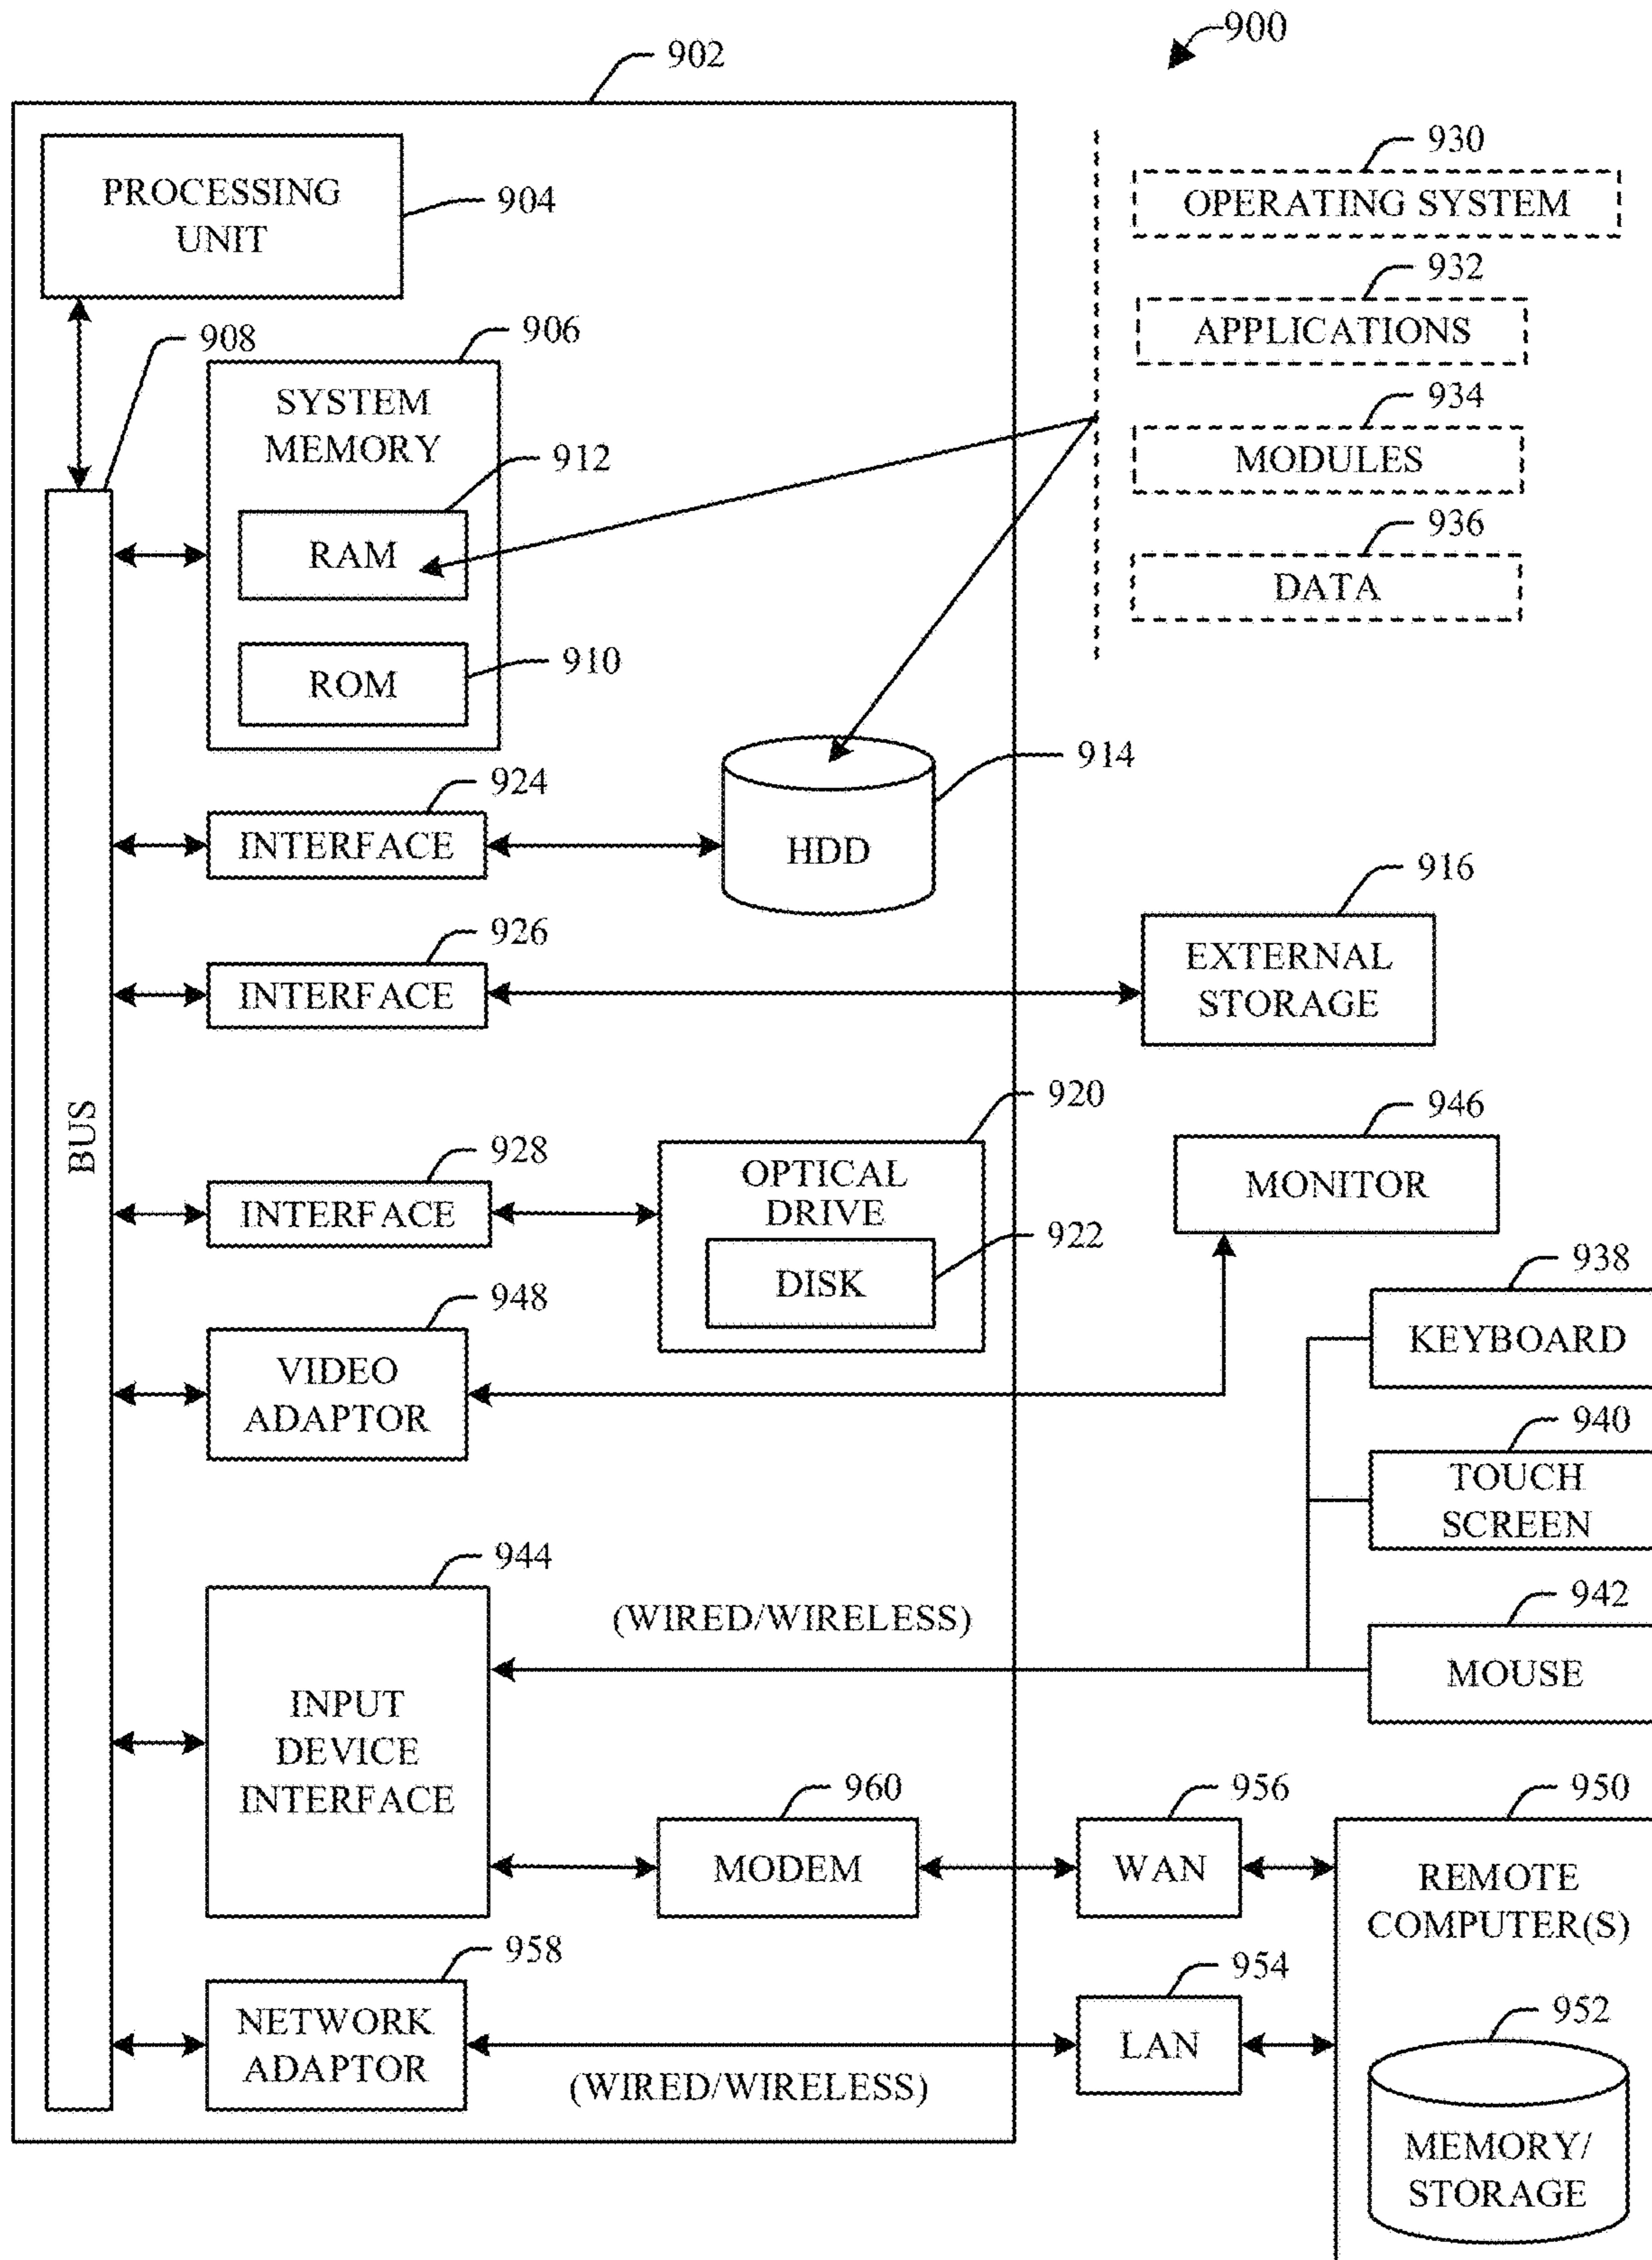 900
902
PROCESSING
UNIT
904
930
OPERATING SYSTEM
932
APPLICATIONS
934
MODULES
936
DATA
908
906
SYSTEM
MEMORY
912
RAM
910
ROM
914
HDD
924
INTERFACE
916
EXTERNAL
STORAGE
926
INTERFACE
BUS
920
OPTICAL
DRIVE
922
DISK
928
INTERFACE
946
MONITOR
948
VIDEO
ADAPTOR
938
KEYBOARD
940
TOUCH
SCREEN
942
MOUSE
944
INPUT
DEVICE
INTERFACE
(WIRED/WIRELESS)
960
MODEM
956
WAN
950
REMOTE
COMPUTER(S)
958
NETWORK
ADAPTOR
(WIRED/WIRELESS)
954
LAN
952
MEMORY/
STORAGE